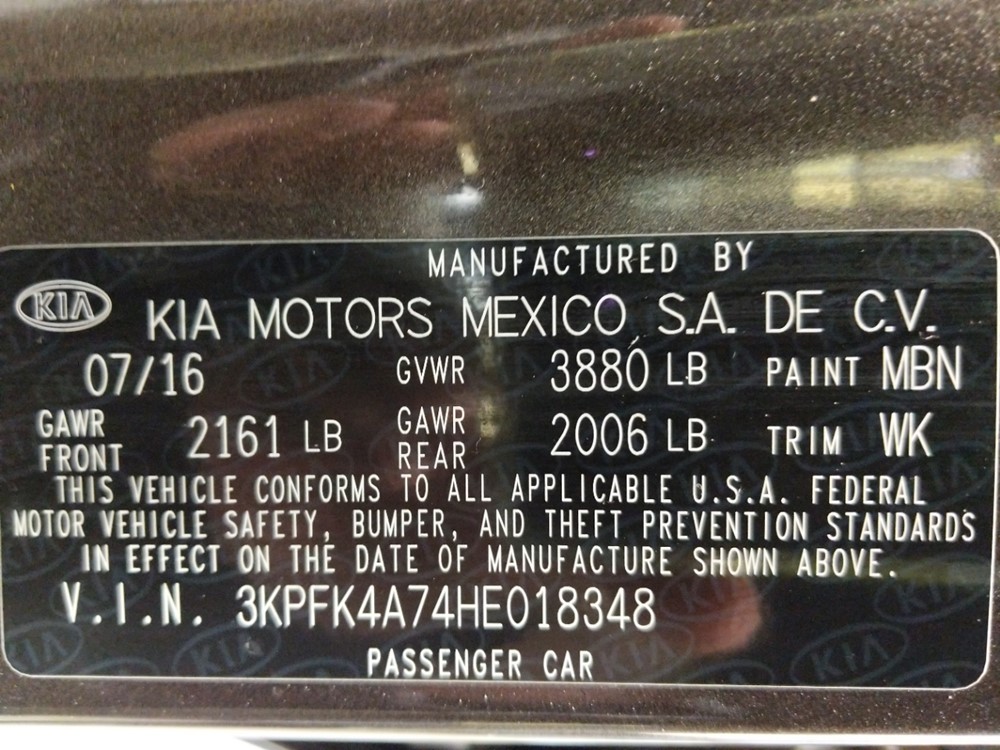 MANUFACTURED BY
KIA KIA MOTORS MEXICO S.A. DE C.V.
07/16 GVWR 3880 LB PAINT MBN
GAWR FRONT 2161 LB GAWR REAR 2006 LB TRIM WK
THIS VEHICLE CONFORMS TO ALL APPLICABLE U.S.A. FEDERAL
MOTOR VEHICLE SAFETY, BUMPER, AND THEFT PREVENTION STANDARDS
IN EFFECT ON THE DATE OF MANUFACTURE SHOWN ABOVE.
V.I.N. 3KPFK4A74HE018348
PASSENGER CAR